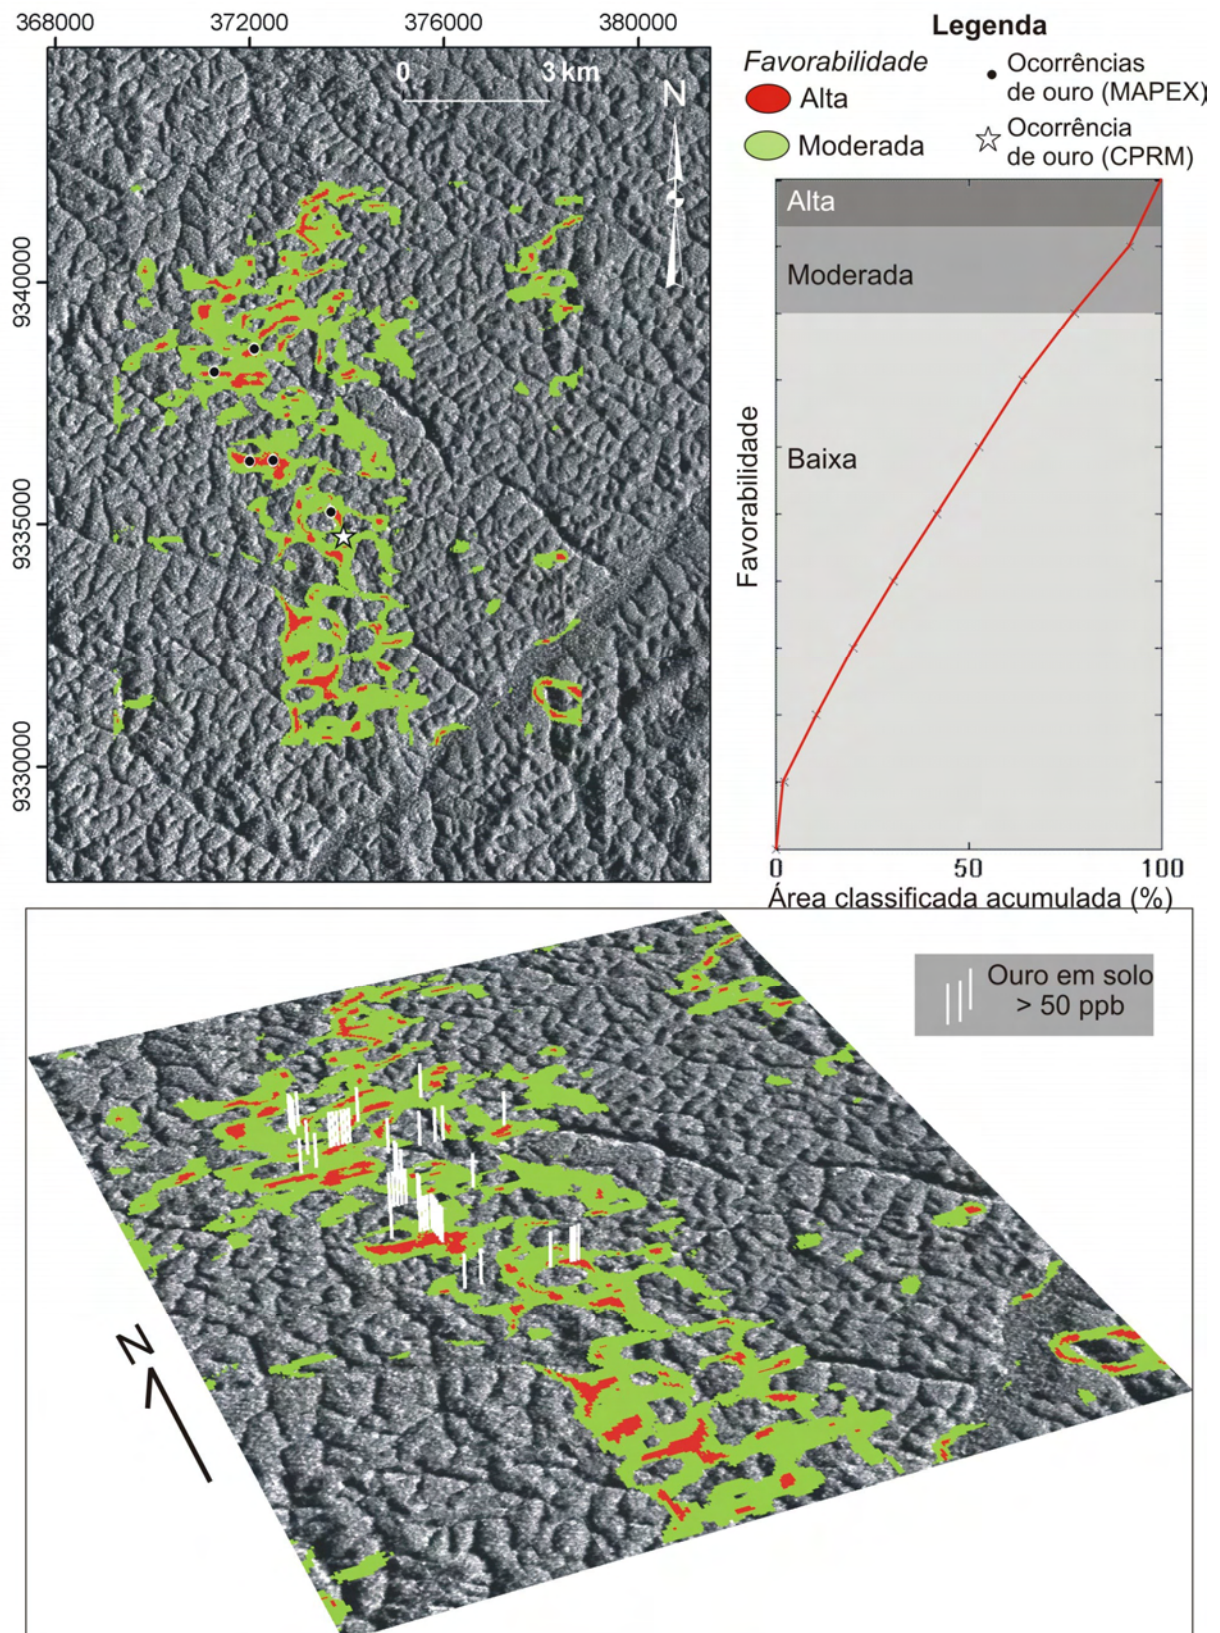 368000 372000 376000 380000
0 3 km
N
9340000
9335000
9330000
Legenda
Favorabilidade
Alta
Moderada
Ocorrências
de ouro (MAPEX)
Ocorrência
de ouro (CPRM)
Alta
Moderada
Baixa
Favorabilidade
0 50 100
Área classificada acumulada (%)
Ouro em solo
> 50 ppb
N